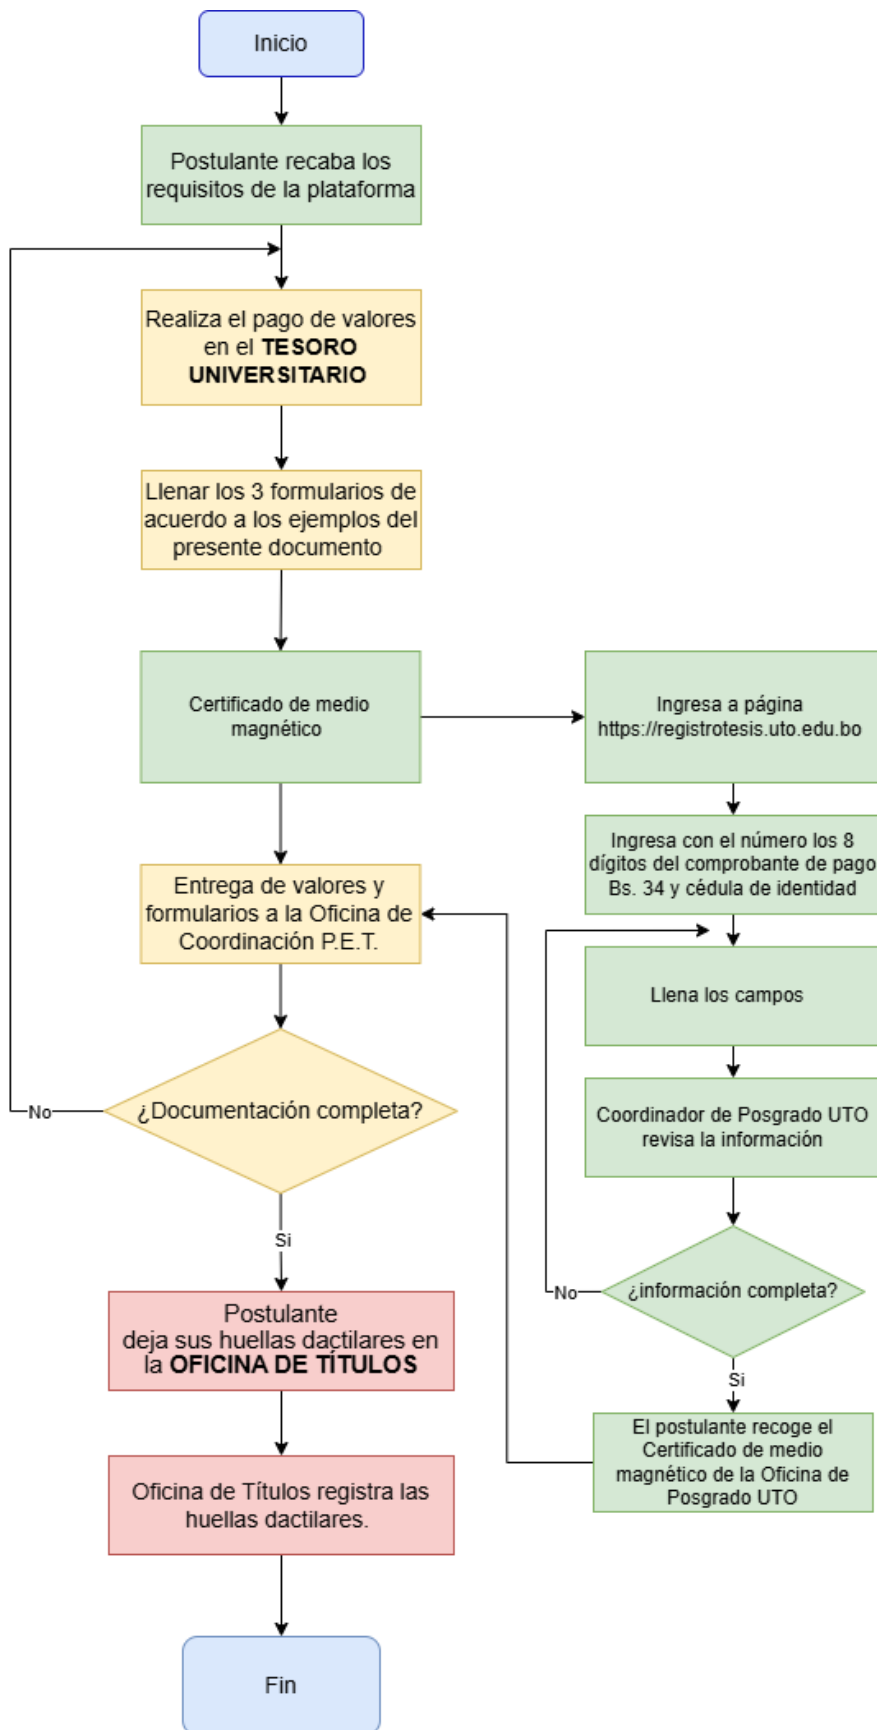 Inicio
Postulante recaba los
requisitos de la plataforma
Realiza el pago de valores
en el TESORO
UNIVERSITARIO
Llenar los 3 formularios de
acuerdo a los ejemplos del
presente documento
Certificado de medio
magnético
Ingresa a página
https://registrotesis.uto.edu.bo
Ingresa con el número los 8
dígitos del comprobante de pago
Bs. 34 y cédula de identidad
Entrega de valores y
formularios a la Oficina de
Coordinación P.E.T.
Llena los campos
¿Documentación completa?
No
Coordinador de Posgrado UTO
revisa la información
Si
¿información completa?
No
Si
Postulante
deja sus huellas dactilares en
la OFICINA DE TÍTULOS
El postulante recoge el
Certificado de medio
magnético de la Oficina de
Posgrado UTO
Oficina de Títulos registra las
huellas dactilares.
Fin